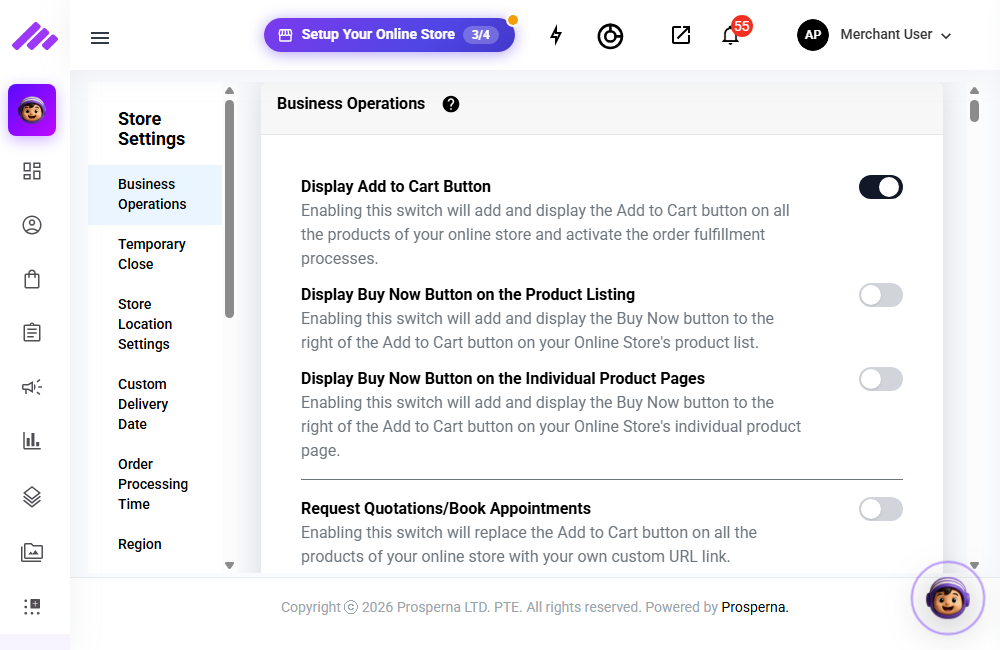 Setup Your Online Store 3/4
55
AP Merchant User
Store
Settings
Business
Operations
Temporary
Close
Store
Location
Settings
Custom
Delivery
Date
Order
Processing
Time
Region
Business Operations ?
Display Add to Cart Button
Enabling this switch will add and display the Add to Cart button on all
the products of your online store and activate the order fulfillment
processes.
Display Buy Now Button on the Product Listing
Enabling this switch will add and display the Buy Now button to the
right of the Add to Cart button on your Online Store's product list.
Display Buy Now Button on the Individual Product Pages
Enabling this switch will add and display the Buy Now button to the
right of the Add to Cart button on your Online Store's individual product
page.
Request Quotations/Book Appointments
Enabling this switch will replace the Add to Cart button on all the
products of your online store with your own custom URL link.
Copyright © 2026 Prosperna LTD. PTE. All rights reserved. Powered by Prosperna.